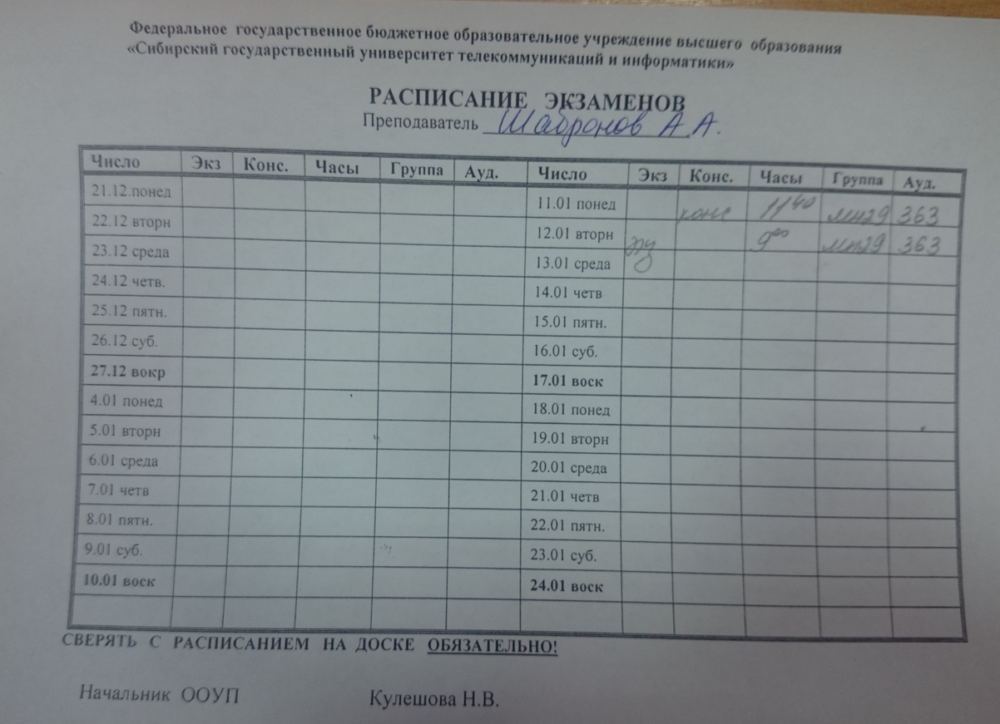 Федеральное государственное бюджетное образовательное учреждение высшего образования
«Сибирский государственный университет телекоммуникаций и информатики»
РАСПИСАНИЕ ЭКЗАМЕНОВ
Преподаватель Шабронов А.А.
Число Экз Конс. Часы Группа Ауд. Число Экз Конс. Часы Группа Ауд.
21.12.понед 11.01 понед конс 11 40 363
22.12 вторн 12.01 вторн экз 9 00 363
23.12 среда 13.01 среда
24.12 четв. 14.01 четв
25.12 пятн. 15.01 пятн.
26.12 суб. 16.01 суб.
27.12 вокр 17.01 воск
4.01 понед 18.01 понед
5.01 вторн 19.01 вторн
6.01 среда 20.01 среда
7.01 четв 21.01 четв
8.01 пятн. 22.01 пятн.
9.01 суб. 23.01 суб.
10.01 воск 24.01 воск
СВЕРЯТЬ С РАСПИСАНИЕМ НА ДОСКЕ ОБЯЗАТЕЛЬНО!
Начальник ООУП Кулешова Н.В.